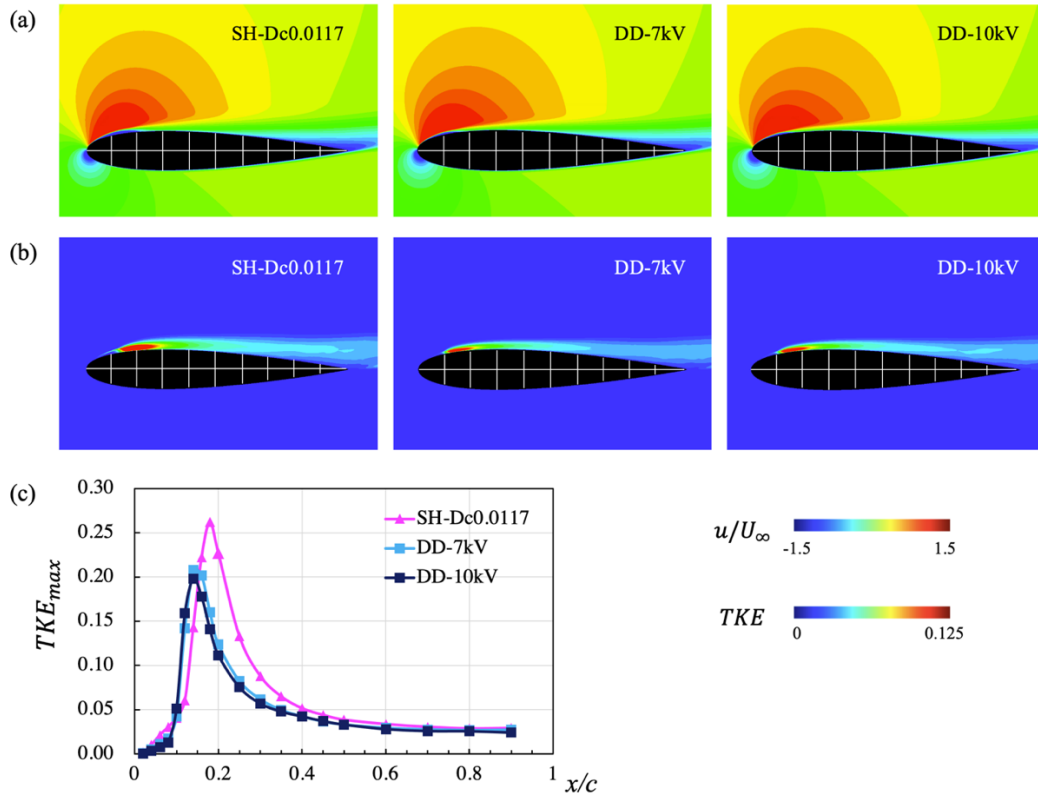 (a)
SH-Dc0.0117
DD-7kV
DD-10kV
(b)
SH-Dc0.0117
DD-7kV
DD-10kV
(c)
TKE_max
0.30
0.25
0.20
0.15
0.10
0.05
0.00
SH-Dc0.0117
DD-7kV
DD-10kV
0
0.2
0.4
0.6
0.8
1
x/c
u/U∞
-1.5
1.5
TKE
0
0.125